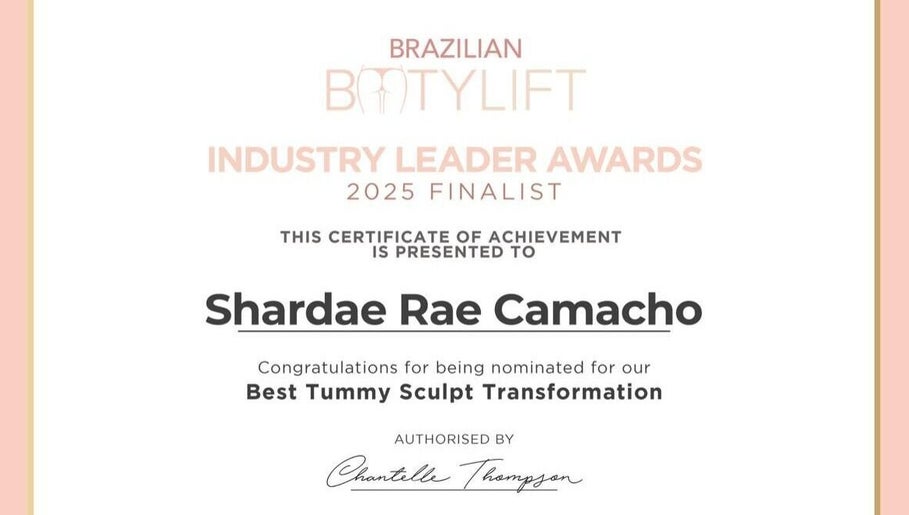 BRAZILIAN
BOOTYLIFT
INDUSTRY LEADER AWARDS
2025 FINALIST
THIS CERTIFICATE OF ACHIEVEMENT
IS PRESENTED TO
Shardae Rae Camacho
Congratulations for being nominated for our
Best Tummy Sculpt Transformation
AUTHORISED BY
Chantelle Thompson